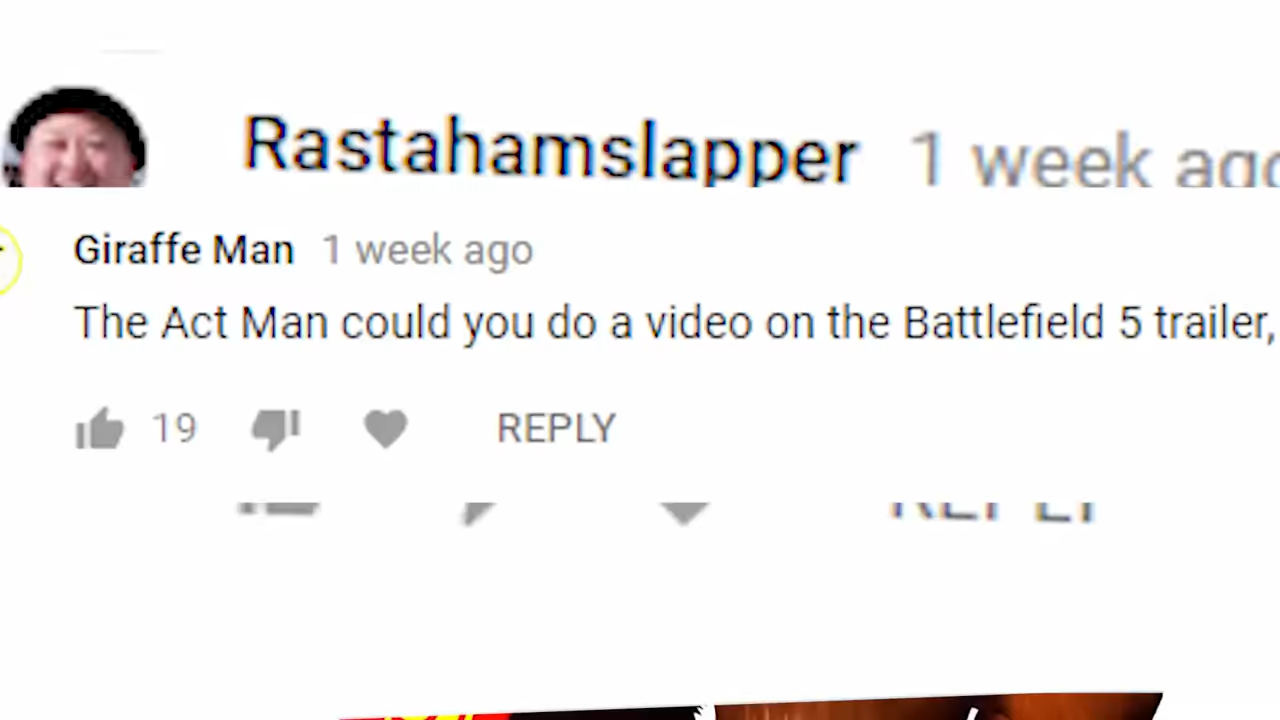 Rastahamslapper 1 week ago
Giraffe Man 1 week ago
The Act Man could you do a video on the Battlefield 5 trailer,
19 REPLY
REPLY